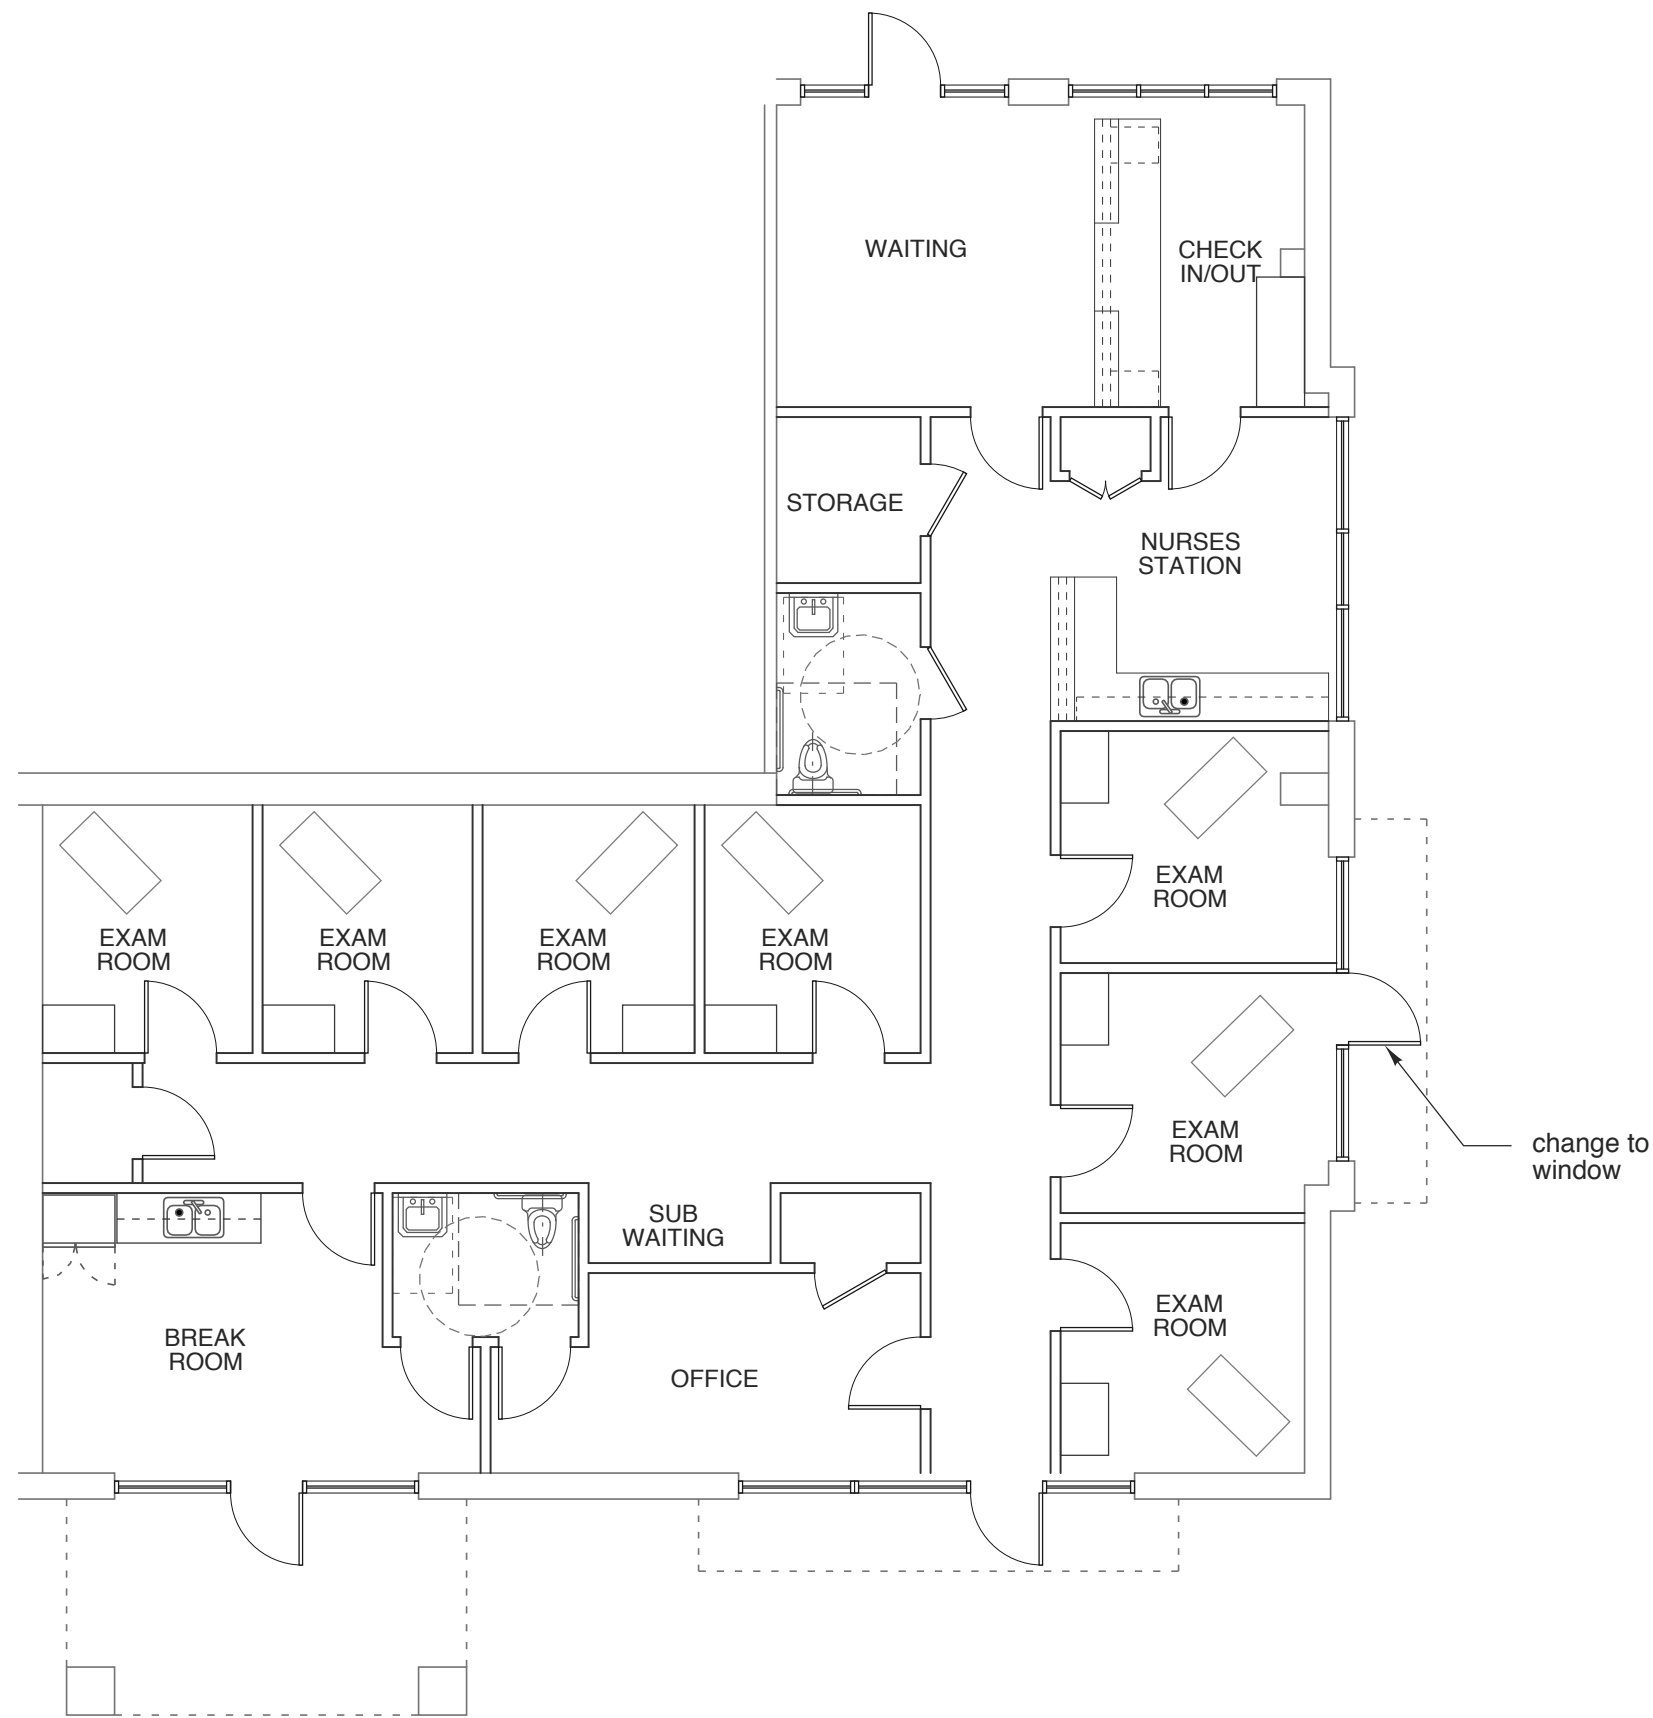 WAITING
CHECK
IN/OUT
STORAGE
NURSES
STATION
EXAM
ROOM
EXAM
ROOM
EXAM
ROOM
EXAM
ROOM
EXAM
ROOM
EXAM
ROOM
change to
window
SUB
WAITING
EXAM
ROOM
BREAK
ROOM
OFFICE